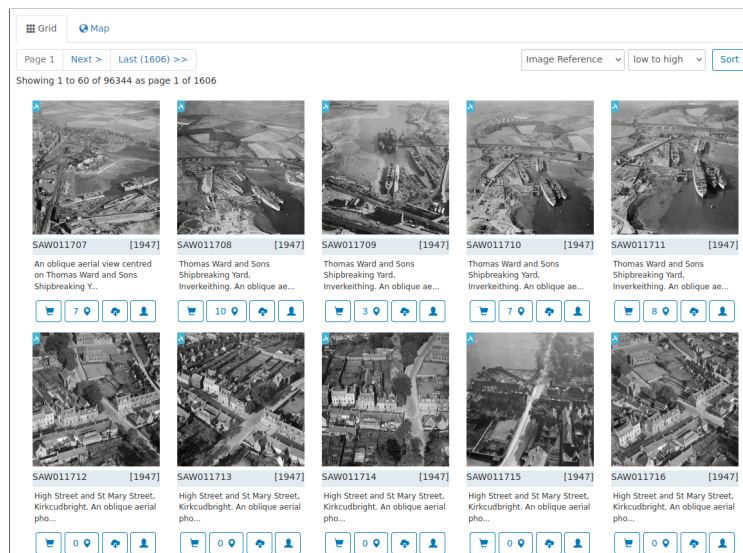 Grid Map
Page 1 Next > Last (1606) >> Image Reference low to high Sort
Showing 1 to 60 of 96344 as page 1 of 1606
SAW011707 [1947] SAW011708 [1947] SAW011709 [1947] SAW011710 [1947] SAW011711 [1947]
An oblique aerial view centred Thomas Ward and Sons Thomas Ward and Sons Thomas Ward and Sons Thomas Ward and Sons
on Thomas Ward and Sons Shipbreaking Yard, Shipbreaking Yard, Shipbreaking Yard, Shipbreaking Yard,
Shipbreaking Y... Inverkeithing. An oblique ae... Inverkeithing. An oblique ae... Inverkeithing. An oblique ae... Inverkeithing. An oblique ae...
7 10 3 7 8
SAW011712 [1947] SAW011713 [1947] SAW011714 [1947] SAW011715 [1947] SAW011716 [1947]
High Street and St Mary Street, High Street and St Mary Street, High Street and St Mary Street, High Street and St Mary Street, High Street and St Mary Street,
Kirkcudbright. An oblique aerial Kirkcudbright. An oblique aerial Kirkcudbright. An oblique aerial Kirkcudbright. An oblique aerial Kirkcudbright. An oblique aerial
pho... pho... pho... pho... pho...
0 0 0 0 0